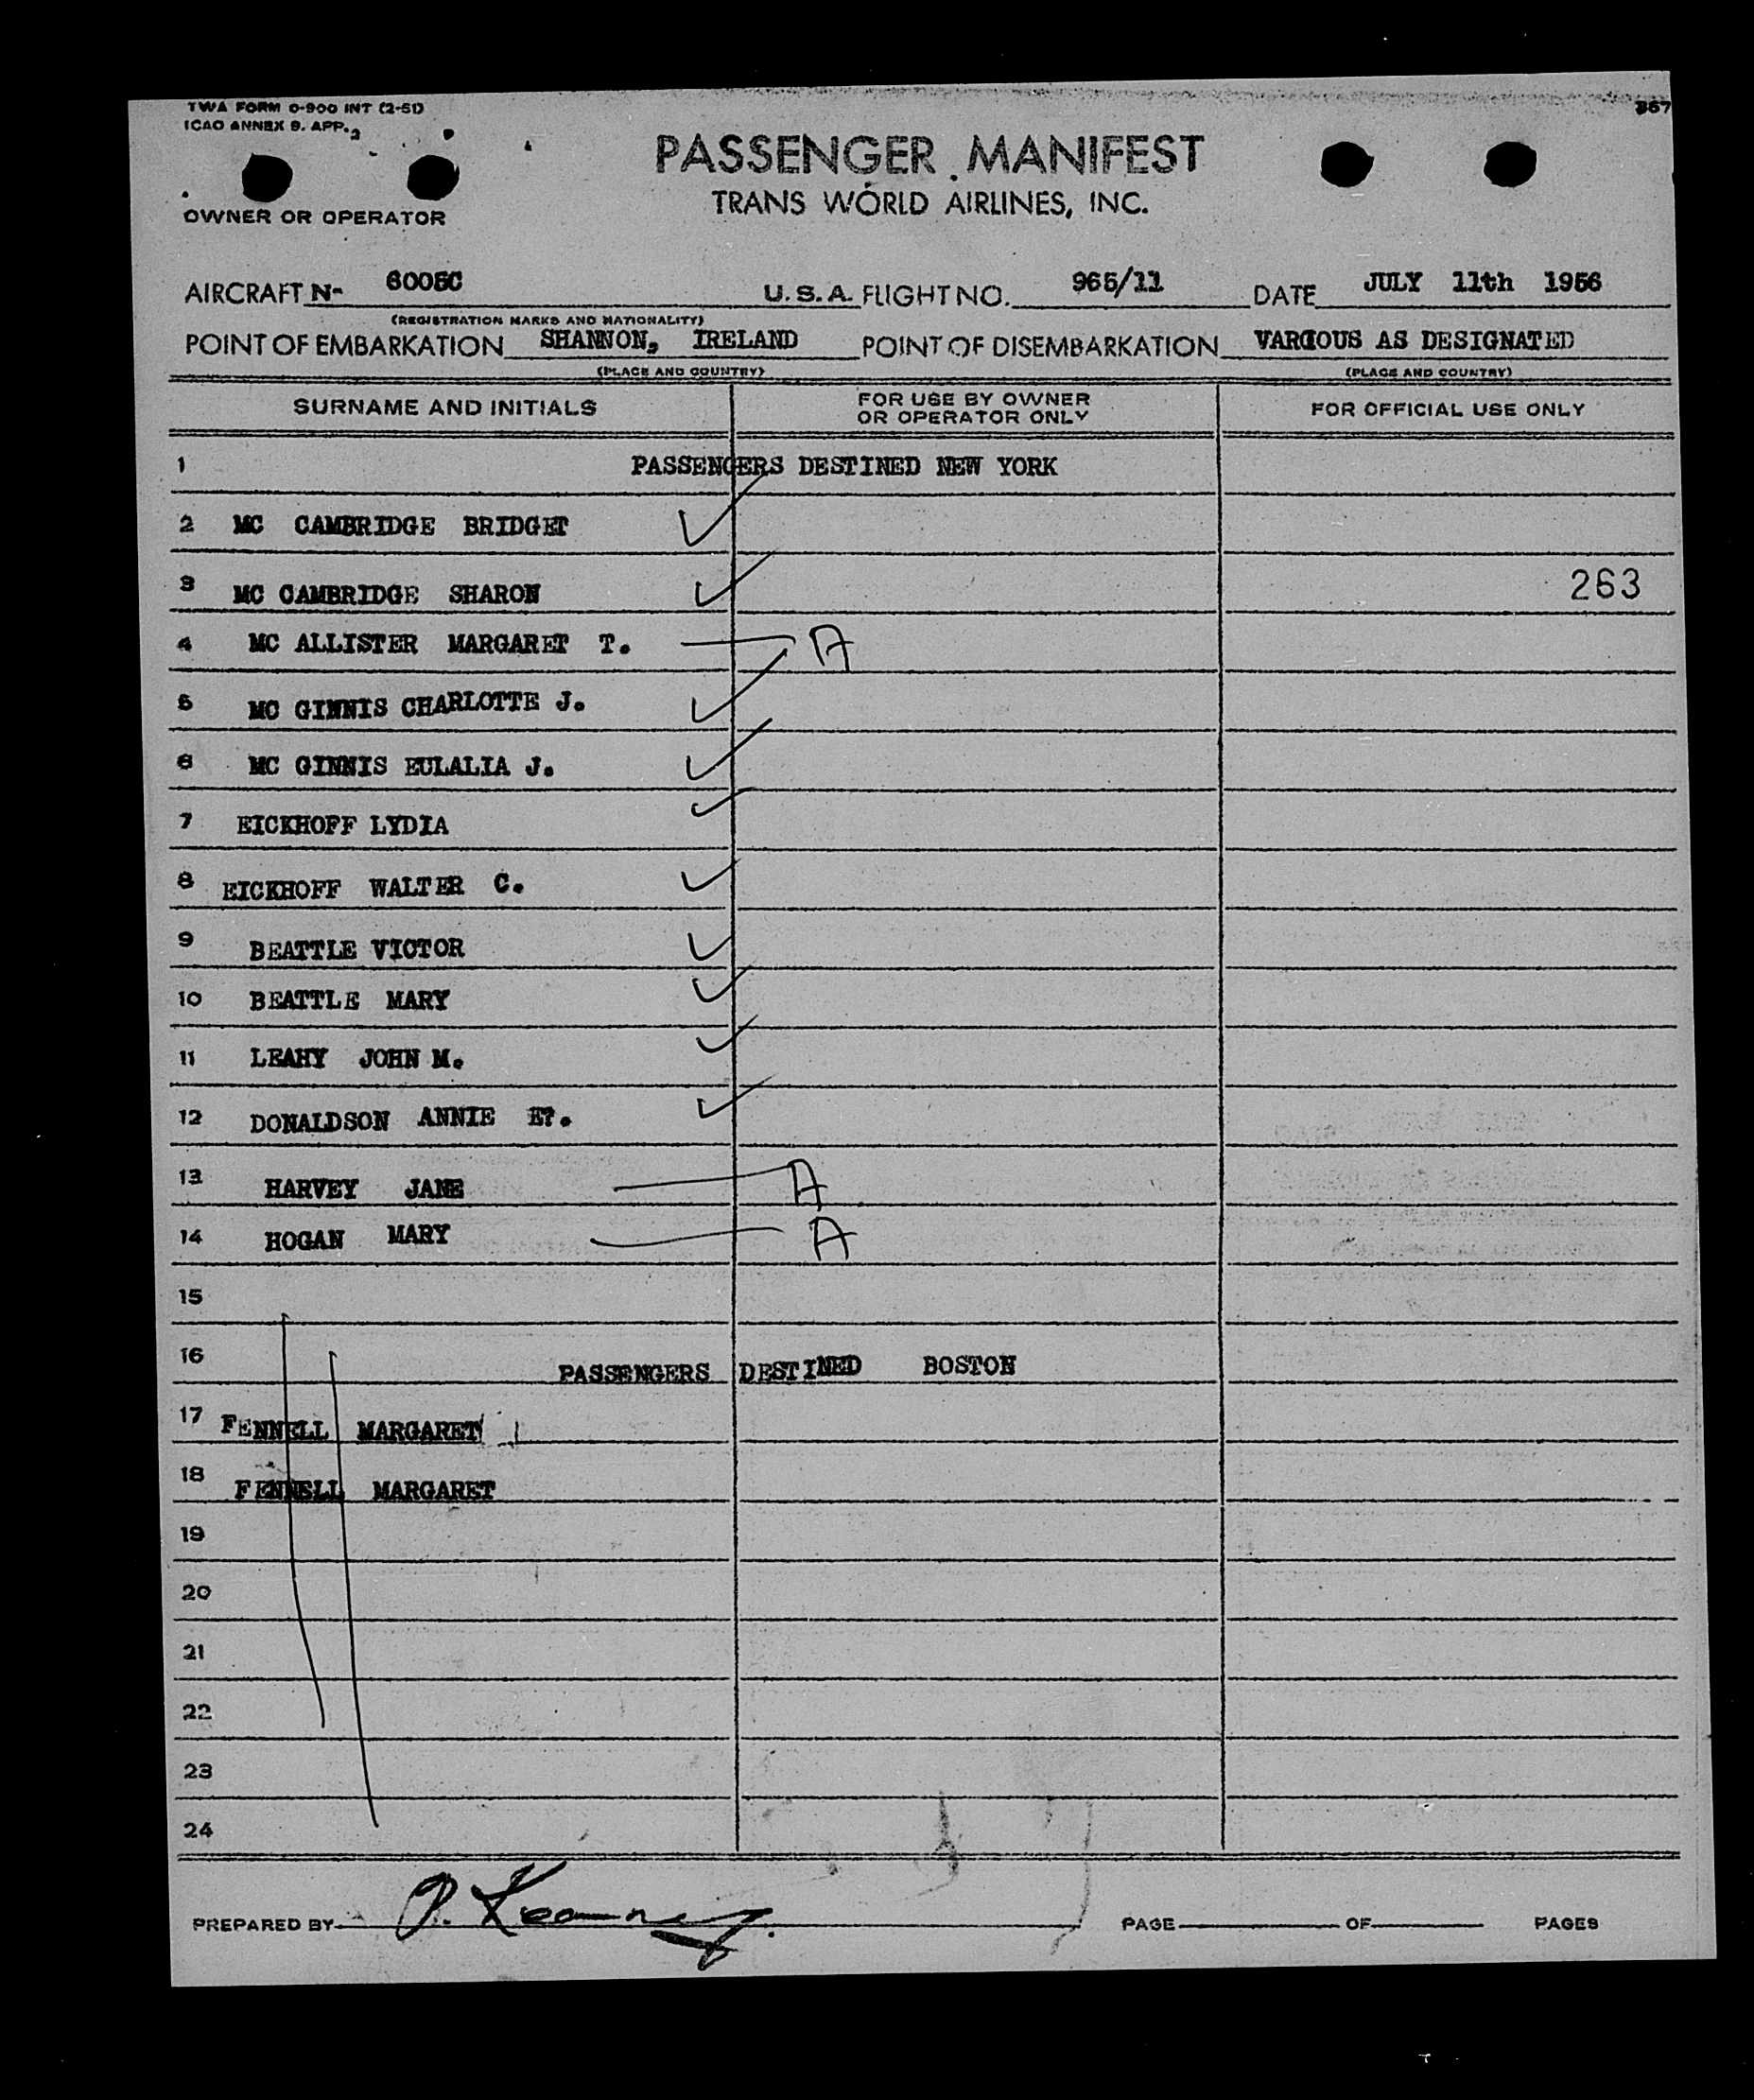 TWA FORM O-900 INT (2-51)
ICAO ANNEX 9. APP. 2
367
PASSENGER MANIFEST
TRANS WORLD AIRLINES, INC.
OWNER OR OPERATOR
AIRCRAFT N- 6005C U.S.A. FLIGHT NO. 965/11 DATE JULY 11th 1956
(REGISTRATION MARKS AND NATIONALITY)
POINT OF EMBARKATION SHANNON, IRELAND POINT OF DISEMBARKATION VARIOUS AS DESIGNATED
(PLACE AND COUNTRY) (PLACE AND COUNTRY)
SURNAME AND INITIALS FOR USE BY OWNER OR OPERATOR ONLY FOR OFFICIAL USE ONLY
1 PASSENGERS DESTINED NEW YORK
2 MC CAMBRIDGE BRIDGET
3 MC CAMBRIDGE SHARON 263
4 MC ALLISTER MARGARET T. A
5 MC GINNIS CHARLOTTE J.
6 MC GINNIS EULALIA J.
7 EICKHOFF LYDIA
8 EICKHOFF WALTER C.
9 BEATTLE VICTOR
10 BEATTLE MARY
11 LEAHY JOHN M.
12 DONALDSON ANNIE E?.
13 HARVEY JANE A
14 HOGAN MARY A
15
16 PASSENGERS DESTINED BOSTON
17 FENNELL MARGARET
18 FENNELL MARGARET
19
20
21
22
23
24
PREPARED BY P. Kearney. PAGE OF PAGES